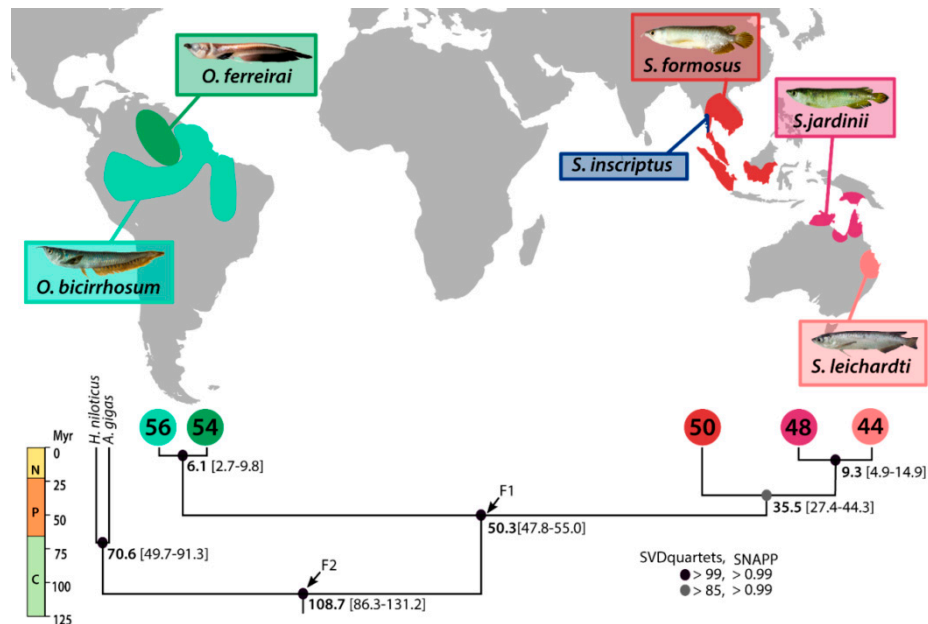 O. ferreirai
S. formosus
S.jardinii
S. inscriptus
O. bicirrhosum
S. leichardti
H. niloticus
A. gigas
Myr
56
54
50
48
44
0
N
25
P
50
75
C
100
125
6.1 [2.7-9.8]
9.3 [4.9-14.9]
35.5 [27.4-44.3]
F1
50.3[47.8-55.0]
70.6 [49.7-91.3]
F2
108.7 [86.3-131.2]
SVDquartets, SNAPP
> 99, > 0.99
> 85, > 0.99